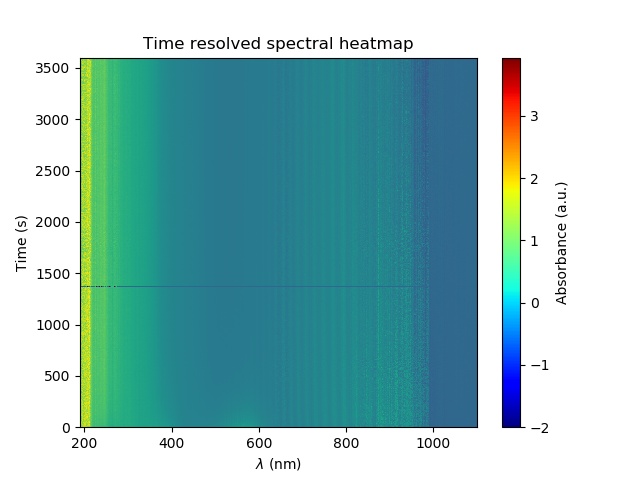 Time resolved spectral heatmap
3500
3000
2500
2000
1500
1000
500
0
Time (s)
200 400 600 800 1000
λ (nm)
3
2
1
0
−1
−2
Absorbance (a.u.)